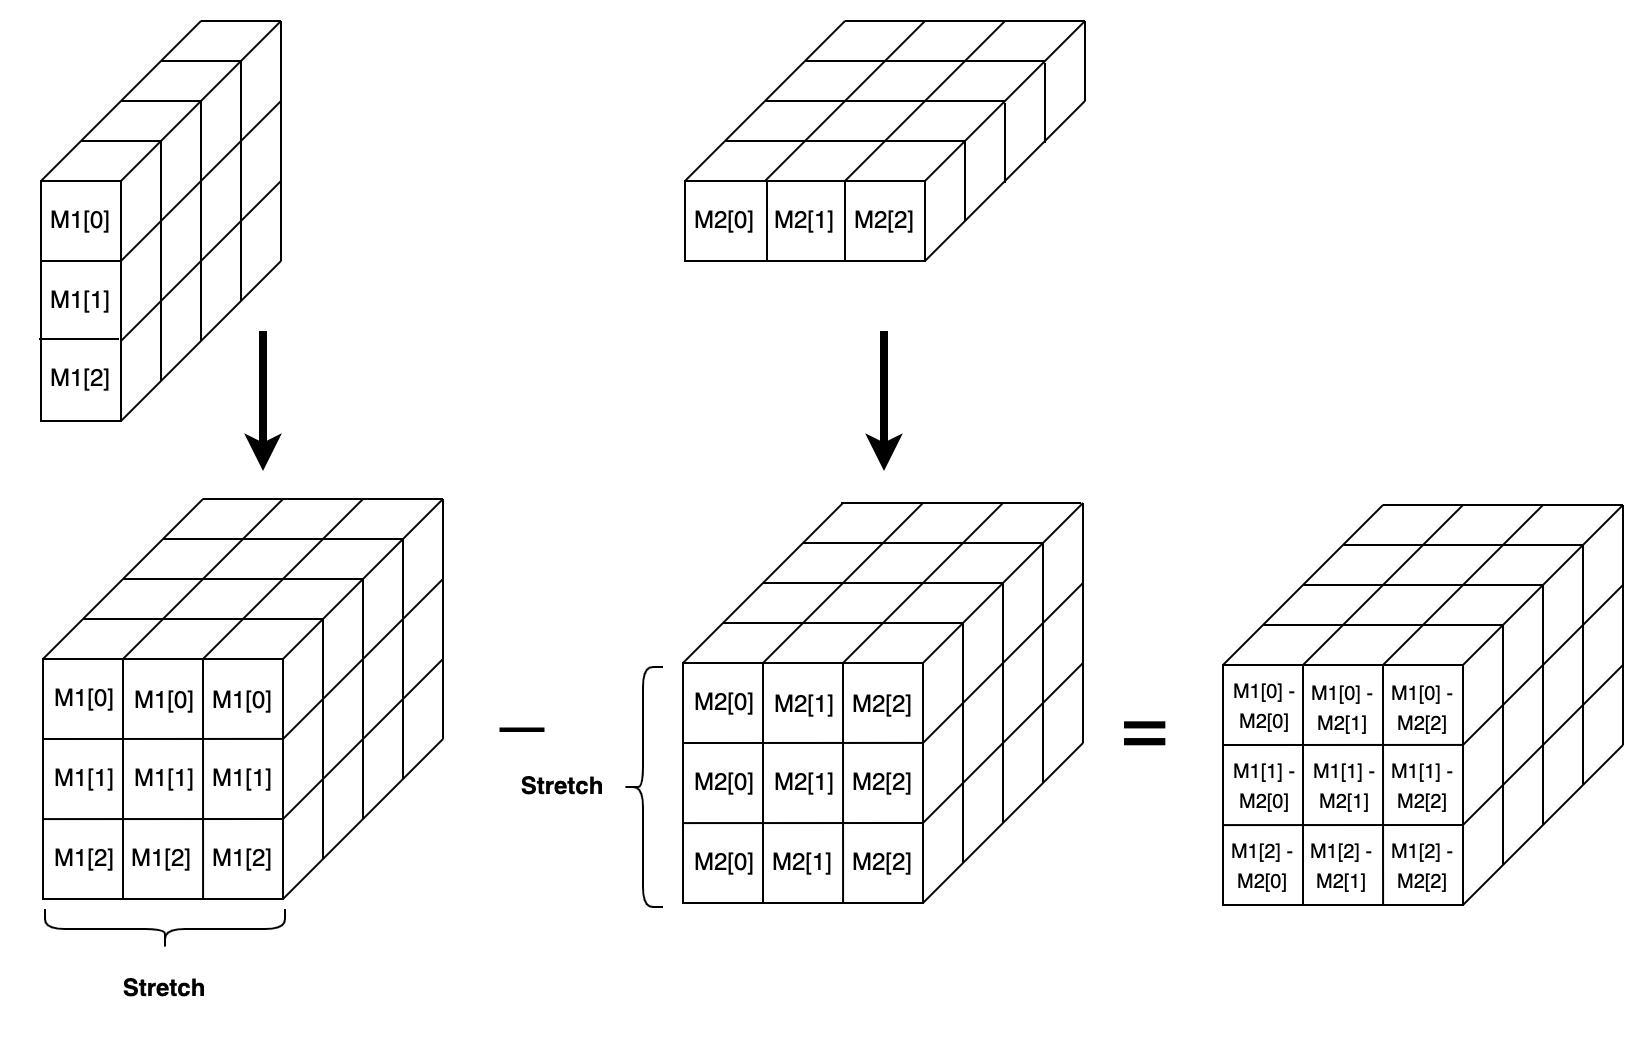 M1[0]
M1[1]
M1[2]
M2[0] M2[1] M2[2]
M1[0] M1[0] M1[0]
M1[1] M1[1] M1[1]
M1[2] M1[2] M1[2]
Stretch
—
Stretch
M2[0] M2[1] M2[2]
M2[0] M2[1] M2[2]
M2[0] M2[1] M2[2]
=
M1[0] - M1[0] - M1[0] -
M2[0] M2[1] M2[2]
M1[1] - M1[1] - M1[1] -
M2[0] M2[1] M2[2]
M1[2] - M1[2] - M1[2] -
M2[0] M2[1] M2[2]